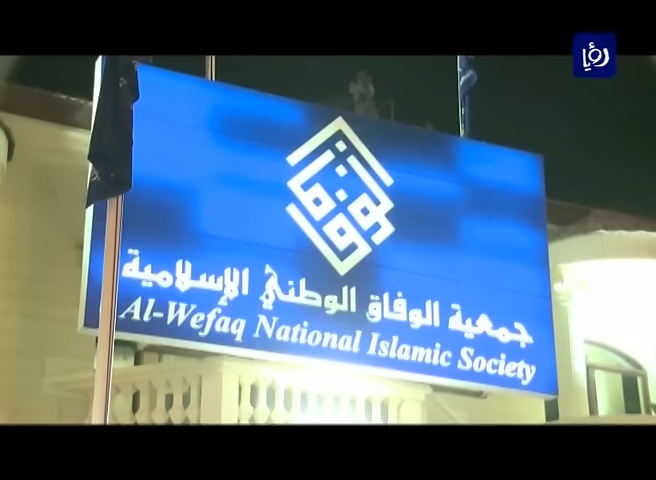 رؤيا
الوفاق
جمعية الوفاق الوطني الإسلامية
Al-Wefaq National Islamic Society